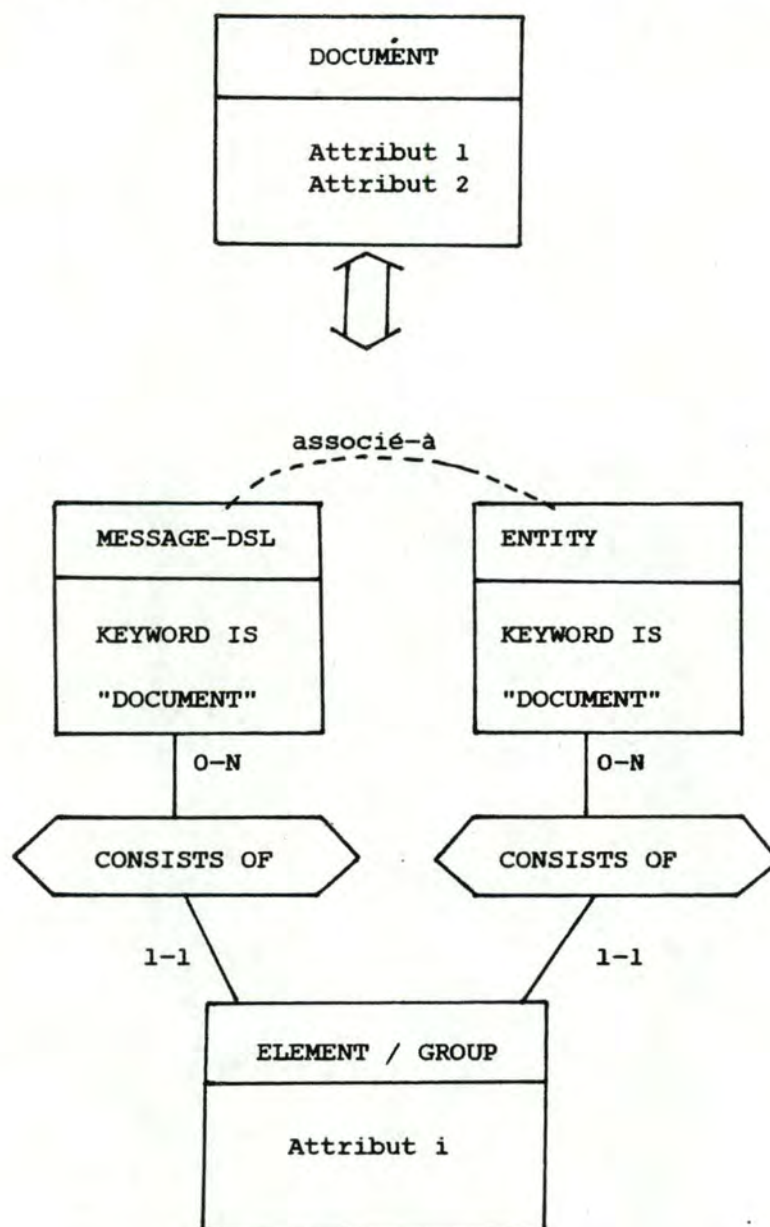 DOCUMENT
Attribut 1
Attribut 2
associé-à
MESSAGE-DSL
KEYWORD IS
"DOCUMENT"
ENTITY
KEYWORD IS
"DOCUMENT"
0-N
0-N
CONSISTS OF
CONSISTS OF
1-1
1-1
ELEMENT / GROUP
Attribut i